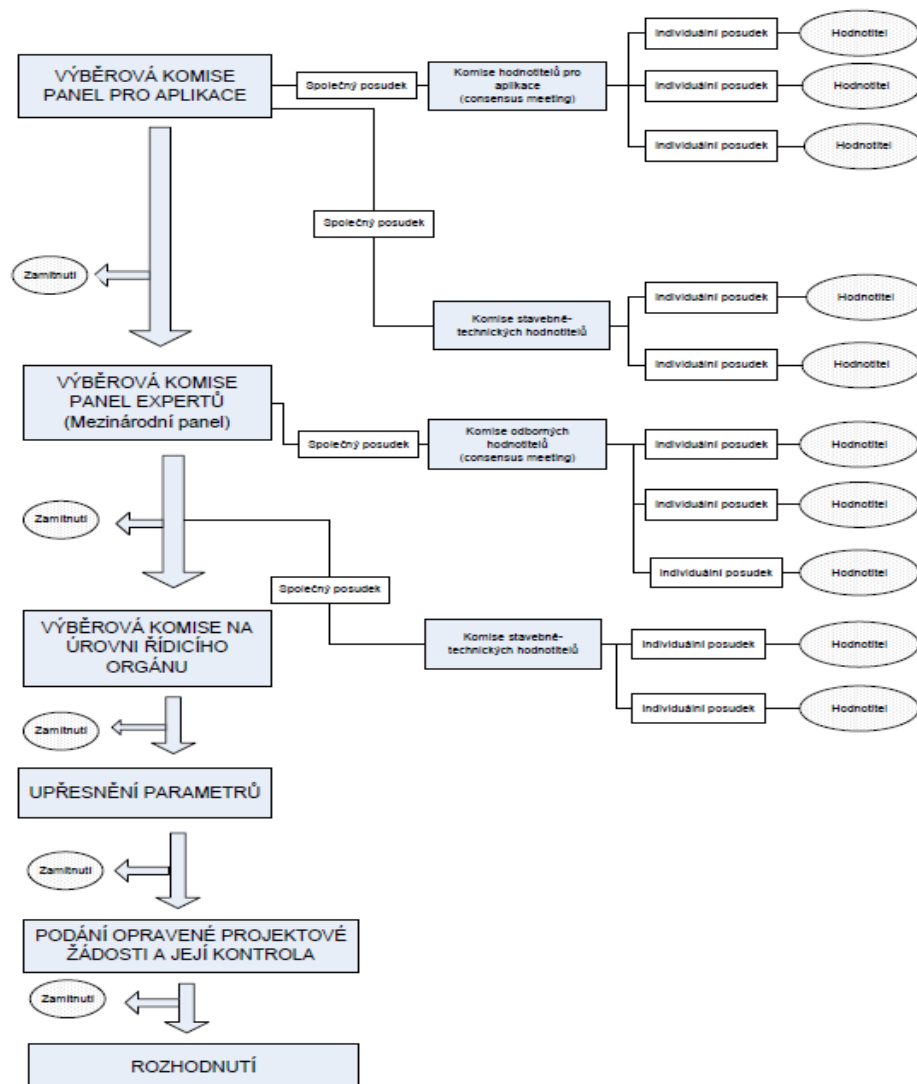 Individuální posudek
Hodnotitel
VÝBĚROVÁ KOMISE
PANEL PRO APLIKACE
Společný posudek
Komise hodnotitelů pro
aplikace
(consensus meeting)
Individuální posudek
Hodnotitel
Individuální posudek
Hodnotitel
Společný posudek
Zamítnutí
Individuální posudek
Hodnotitel
Komise stavebně-
technických hodnotitelů
Individuální posudek
Hodnotitel
VÝBĚROVÁ KOMISE
PANEL EXPERTŮ
(Mezinárodní panel)
Společný posudek
Komise odborných
hodnotitelů
(consensus meeting)
Individuální posudek
Hodnotitel
Individuální posudek
Hodnotitel
Zamítnutí
Individuální posudek
Hodnotitel
Společný posudek
VÝBĚROVÁ KOMISE NA
ÚROVNI ŘÍDICÍHO
ORGÁNU
Komise stavebně-
technických hodnotitelů
Individuální posudek
Hodnotitel
Individuální posudek
Hodnotitel
Zamítnutí
UPŘESNĚNÍ PARAMETRŮ
Zamítnutí
PODÁNÍ OPRAVENÉ PROJEKTOVÉ
ŽÁDOSTI A JEJÍ KONTROLA
Zamítnutí
ROZHODNUTÍ